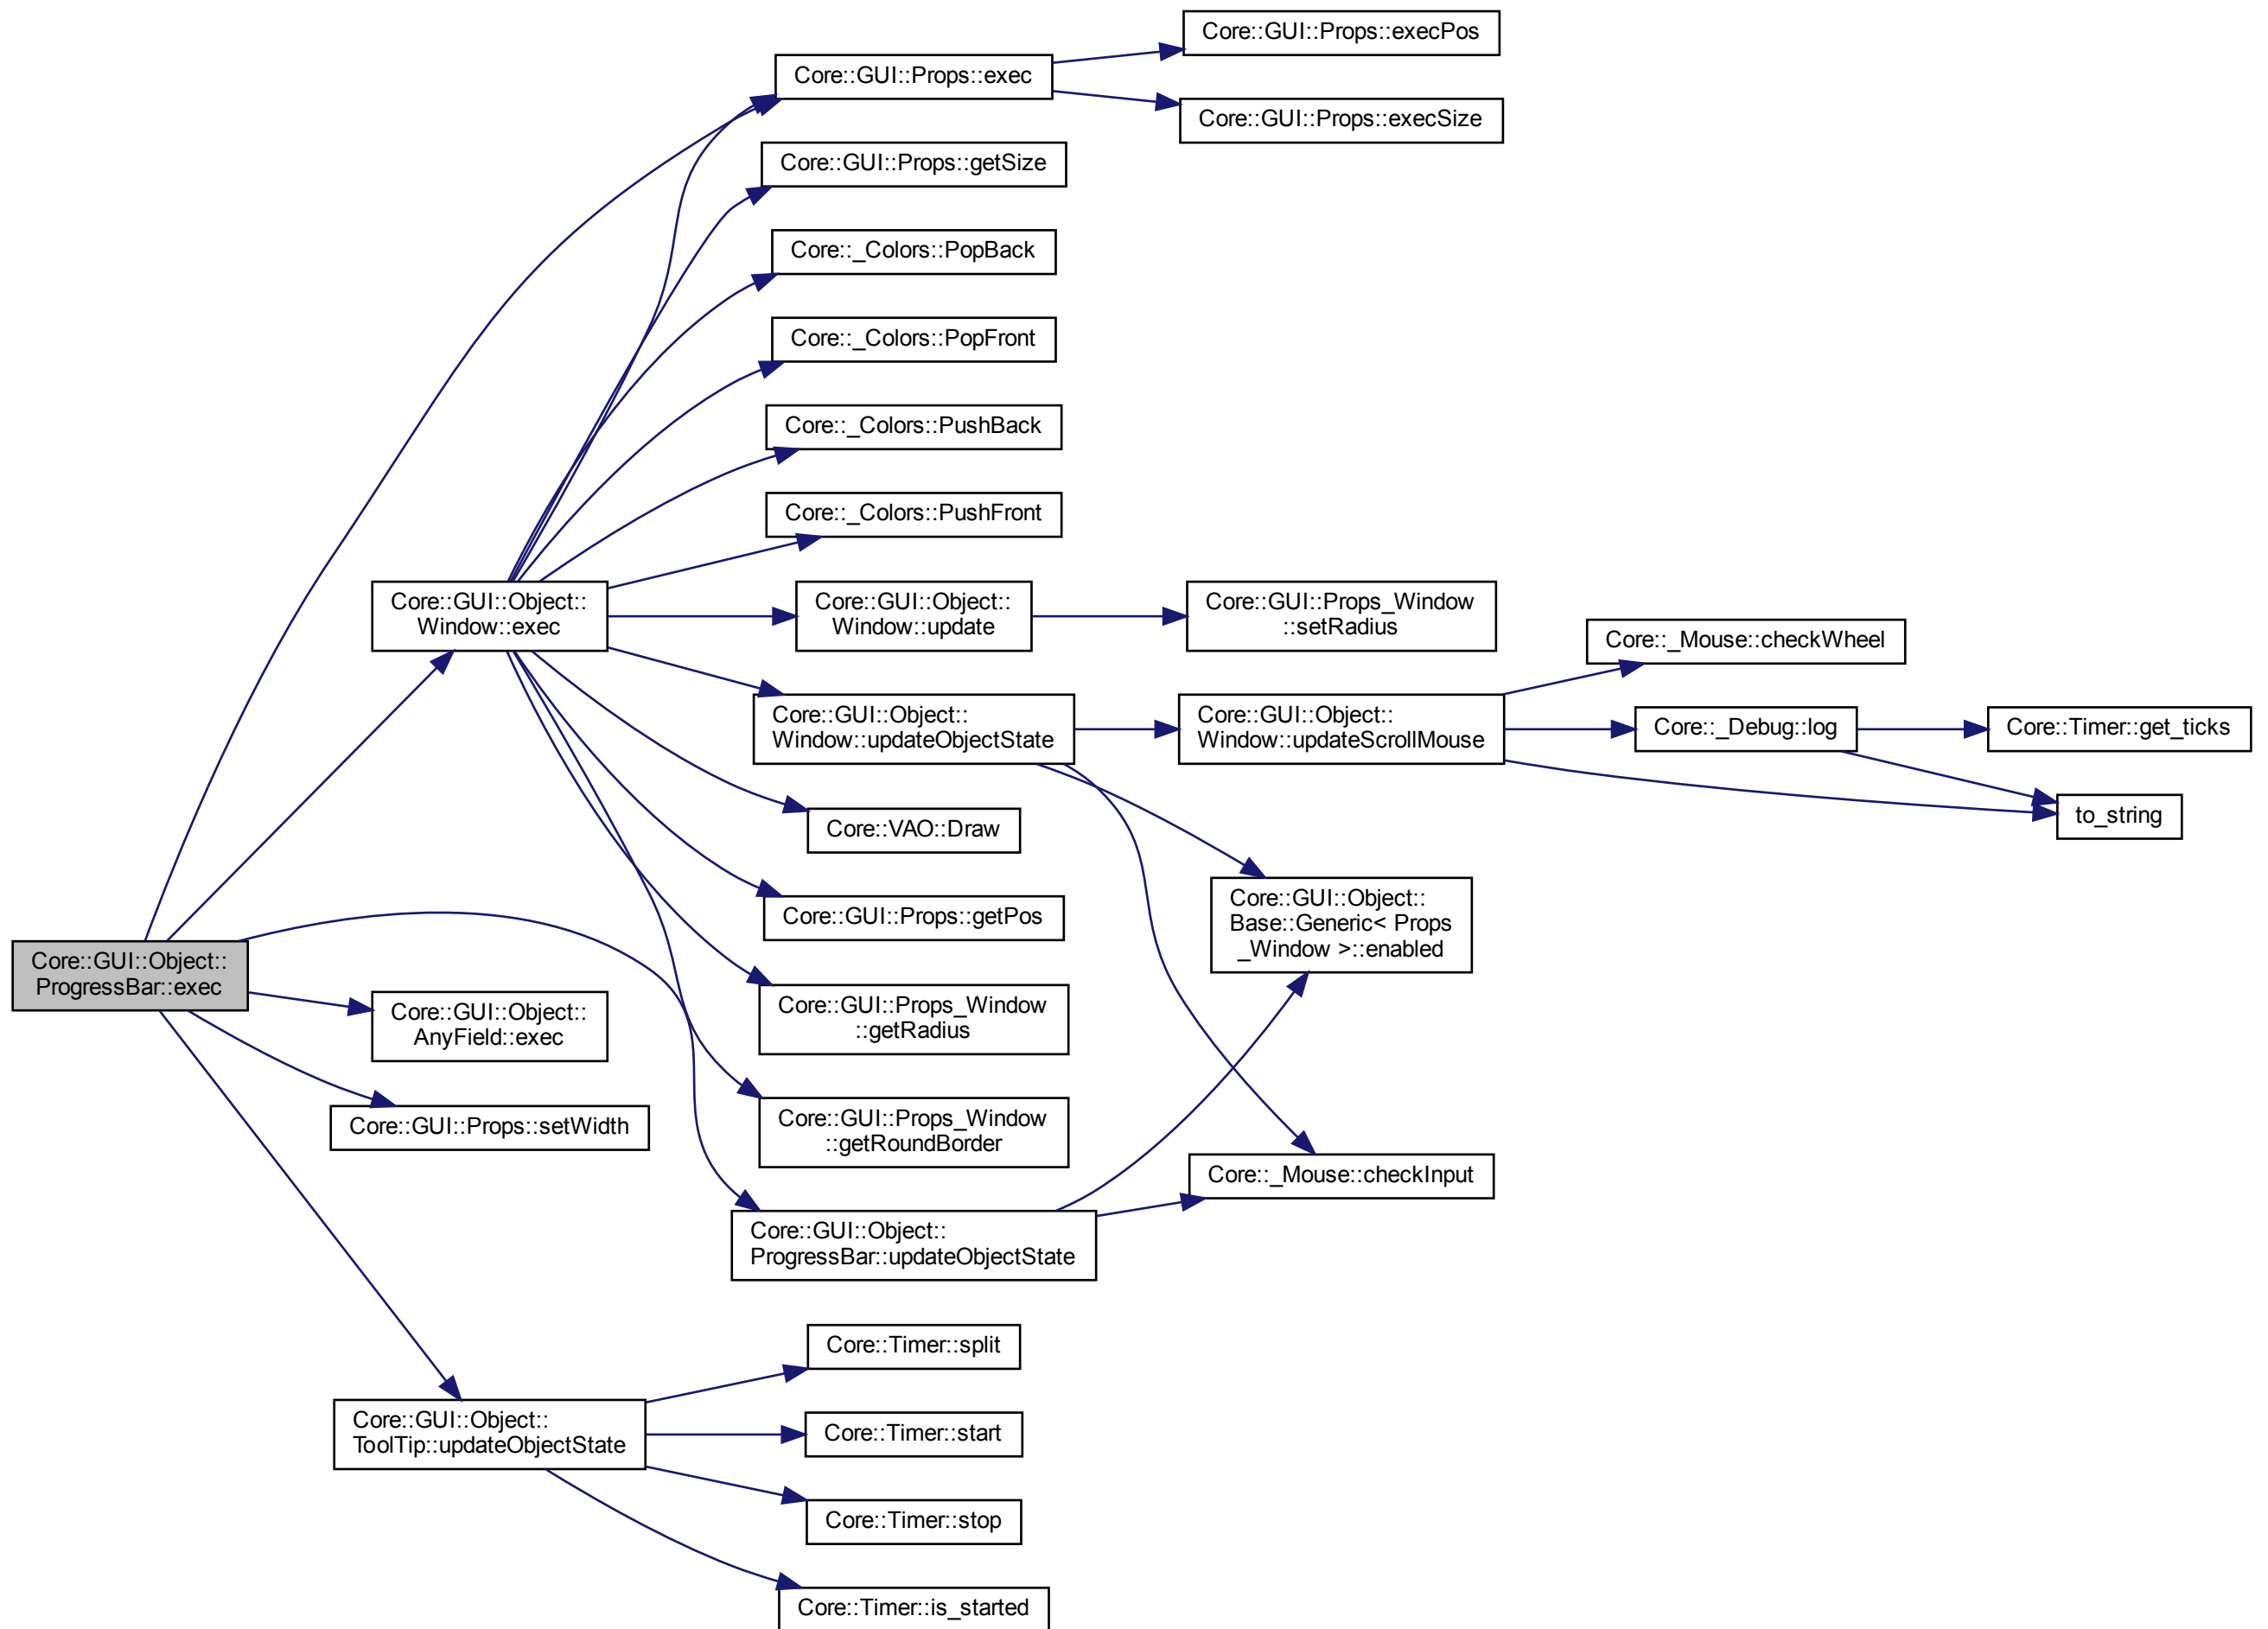 Core::GUI::Props::execPos
Core::GUI::Props::exec
Core::GUI::Props::execSize
Core::GUI::Props::getSize
Core::_Colors::PopBack
Core::_Colors::PopFront
Core::_Colors::PushBack
Core::_Colors::PushFront
Core::GUI::Object::
Window::exec
Core::GUI::Object::
Window::update
Core::GUI::Props_Window
::setRadius
Core::_Mouse::checkWheel
Core::GUI::Object::
Window::updateObjectState
Core::GUI::Object::
Window::updateScrollMouse
Core::_Debug::log
Core::Timer::get_ticks
to_string
Core::VAO::Draw
Core::GUI::Props::getPos
Core::GUI::Object::
Base::Generic< Props
_Window >::enabled
Core::GUI::Object::
ProgressBar::exec
Core::GUI::Object::
AnyField::exec
Core::GUI::Props_Window
::getRadius
Core::GUI::Props::setWidth
Core::GUI::Props_Window
::getRoundBorder
Core::_Mouse::checkInput
Core::GUI::Object::
ProgressBar::updateObjectState
Core::Timer::split
Core::GUI::Object::
ToolTip::updateObjectState
Core::Timer::start
Core::Timer::stop
Core::Timer::is_started